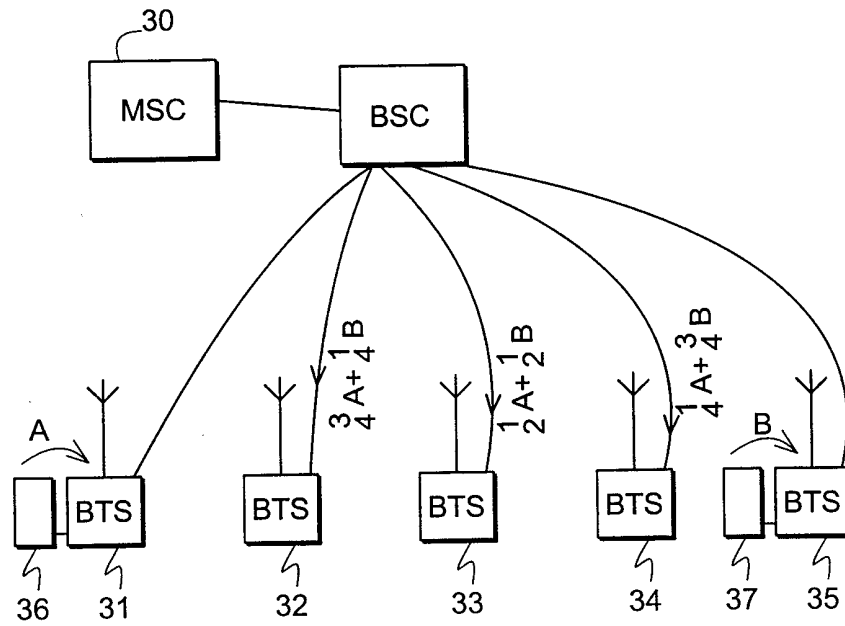 30
MSC
BSC
3/4 A+ 1/4 B
1/2 A+ 1/2 B
1/4 A+ 3/4 B
A
B
BTS
BTS
BTS
BTS
BTS
36
31
32
33
34
37
35